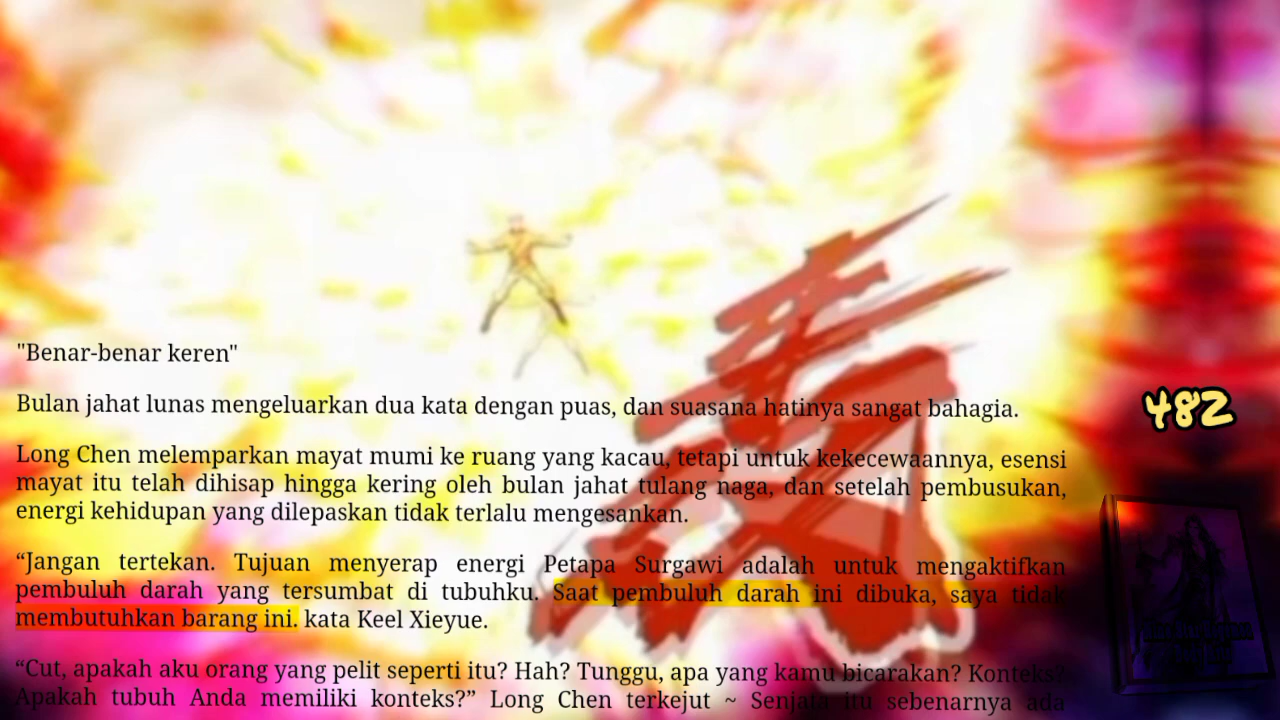 "Benar-benar keren"
Bulan jahat lunas mengeluarkan dua kata dengan puas, dan suasana hatinya sangat bahagia.
Long Chen melemparkan mayat mumi ke ruang yang kacau, tetapi untuk kekecewaannya, esensi
mayat itu telah dihisap hingga kering oleh bulan jahat tulang naga, dan setelah pembusukan,
energi kehidupan yang dilepaskan tidak terlalu mengesankan.
“Jangan tertekan. Tujuan menyerap energi Petapa Surgawi adalah untuk mengaktifkan
pembuluh darah yang tersumbat di tubuhku. Saat pembuluh darah ini dibuka, saya tidak
membutuhkan barang ini. kata Keel Xieyue.
“Cut, apakah aku orang yang pelit seperti itu? Hah? Tunggu, apa yang kamu bicarakan? Konteks?
Apakah tubuh Anda memiliki konteks?” Long Chen terkejut ~ Senjata itu sebenarnya ada
482